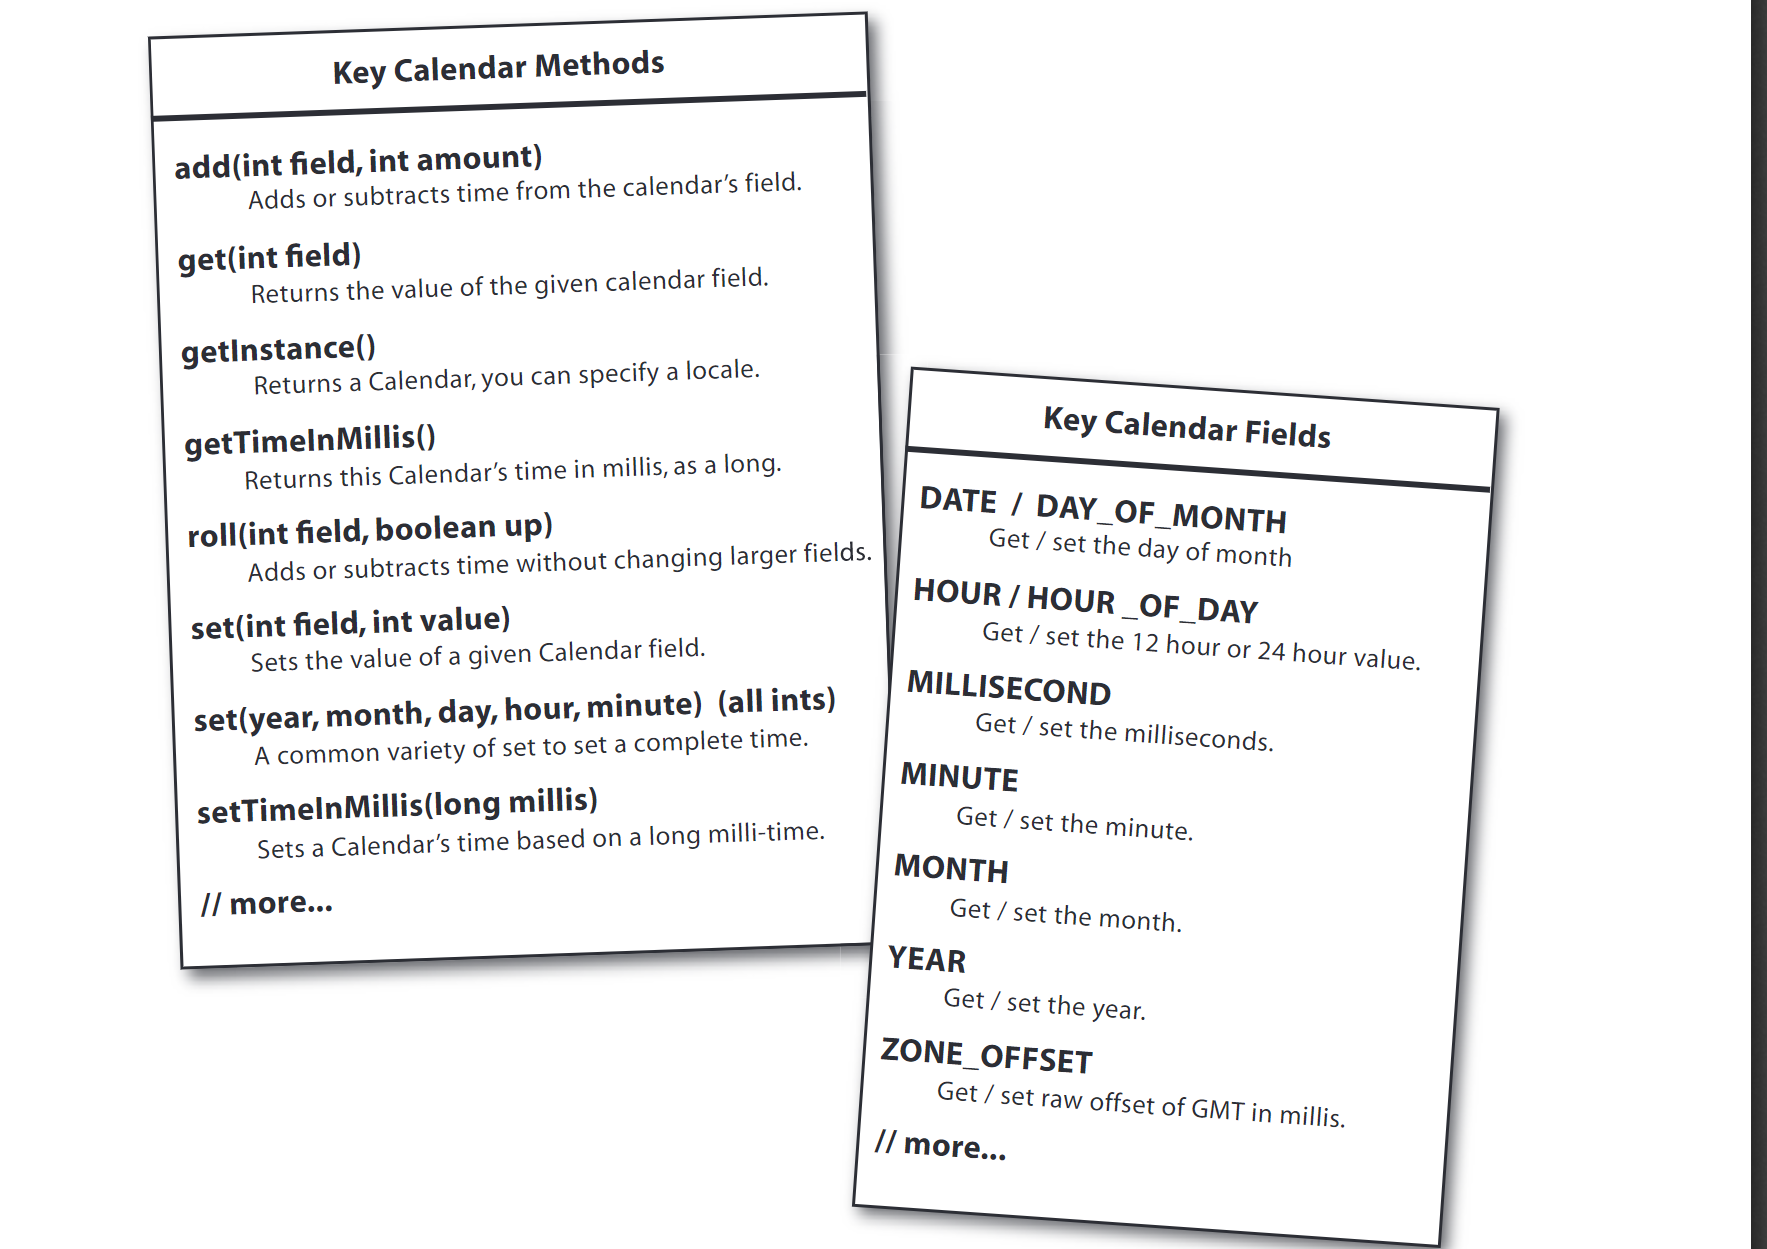 Key Calendar Methods
add(int field, int amount)
Adds or subtracts time from the calendar’s field.
get(int field)
Returns the value of the given calendar field.
getInstance()
Returns a Calendar, you can specify a locale.
getTimeInMillis()
Returns this Calendar’s time in millis, as a long.
roll(int field, boolean up)
Adds or subtracts time without changing larger fields.
set(int field, int value)
Sets the value of a given Calendar field.
set(year, month, day, hour, minute) (all ints)
A common variety of set to set a complete time.
setTimeInMillis(long millis)
Sets a Calendar’s time based on a long milli-time.
// more...
Key Calendar Fields
DATE / DAY_OF_MONTH
Get / set the day of month
HOUR / HOUR _OF_DAY
Get / set the 12 hour or 24 hour value.
MILLISECOND
Get / set the milliseconds.
MINUTE
Get / set the minute.
MONTH
Get / set the month.
YEAR
Get / set the year.
ZONE_OFFSET
Get / set raw offset of GMT in millis.
// more...